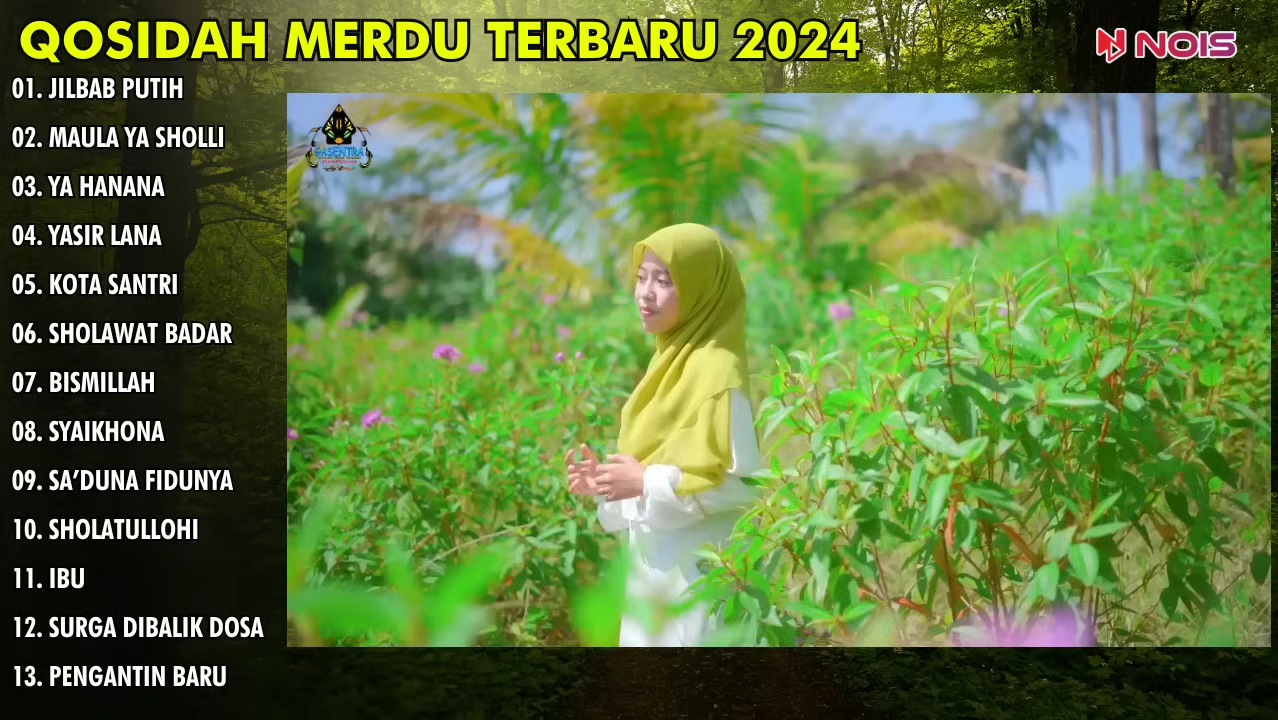 QOSIDAH MERDU TERBARU 2024
NOIS
01. JILBAB PUTIH
02. MAULA YA SHOLLI
03. YA HANANA
04. YASIR LANA
05. KOTA SANTRI
06. SHOLAWAT BADAR
07. BISMILLAH
08. SYAIKHONA
09. SA’DUNA FIDUNYA
10. SHOLATULLOHI
11. IBU
12. SURGA DIBALIK DOSA
13. PENGANTIN BARU
GASENTRA